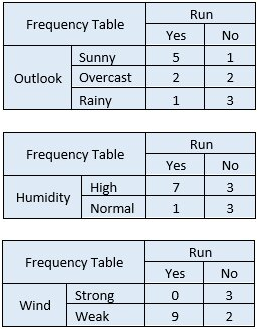 Frequency Table Run
Yes No
Outlook Sunny 5 1
Overcast 2 2
Rainy 1 3
Frequency Table Run
Yes No
Humidity High 7 3
Normal 1 3
Frequency Table Run
Yes No
Wind Strong 0 3
Weak 9 2